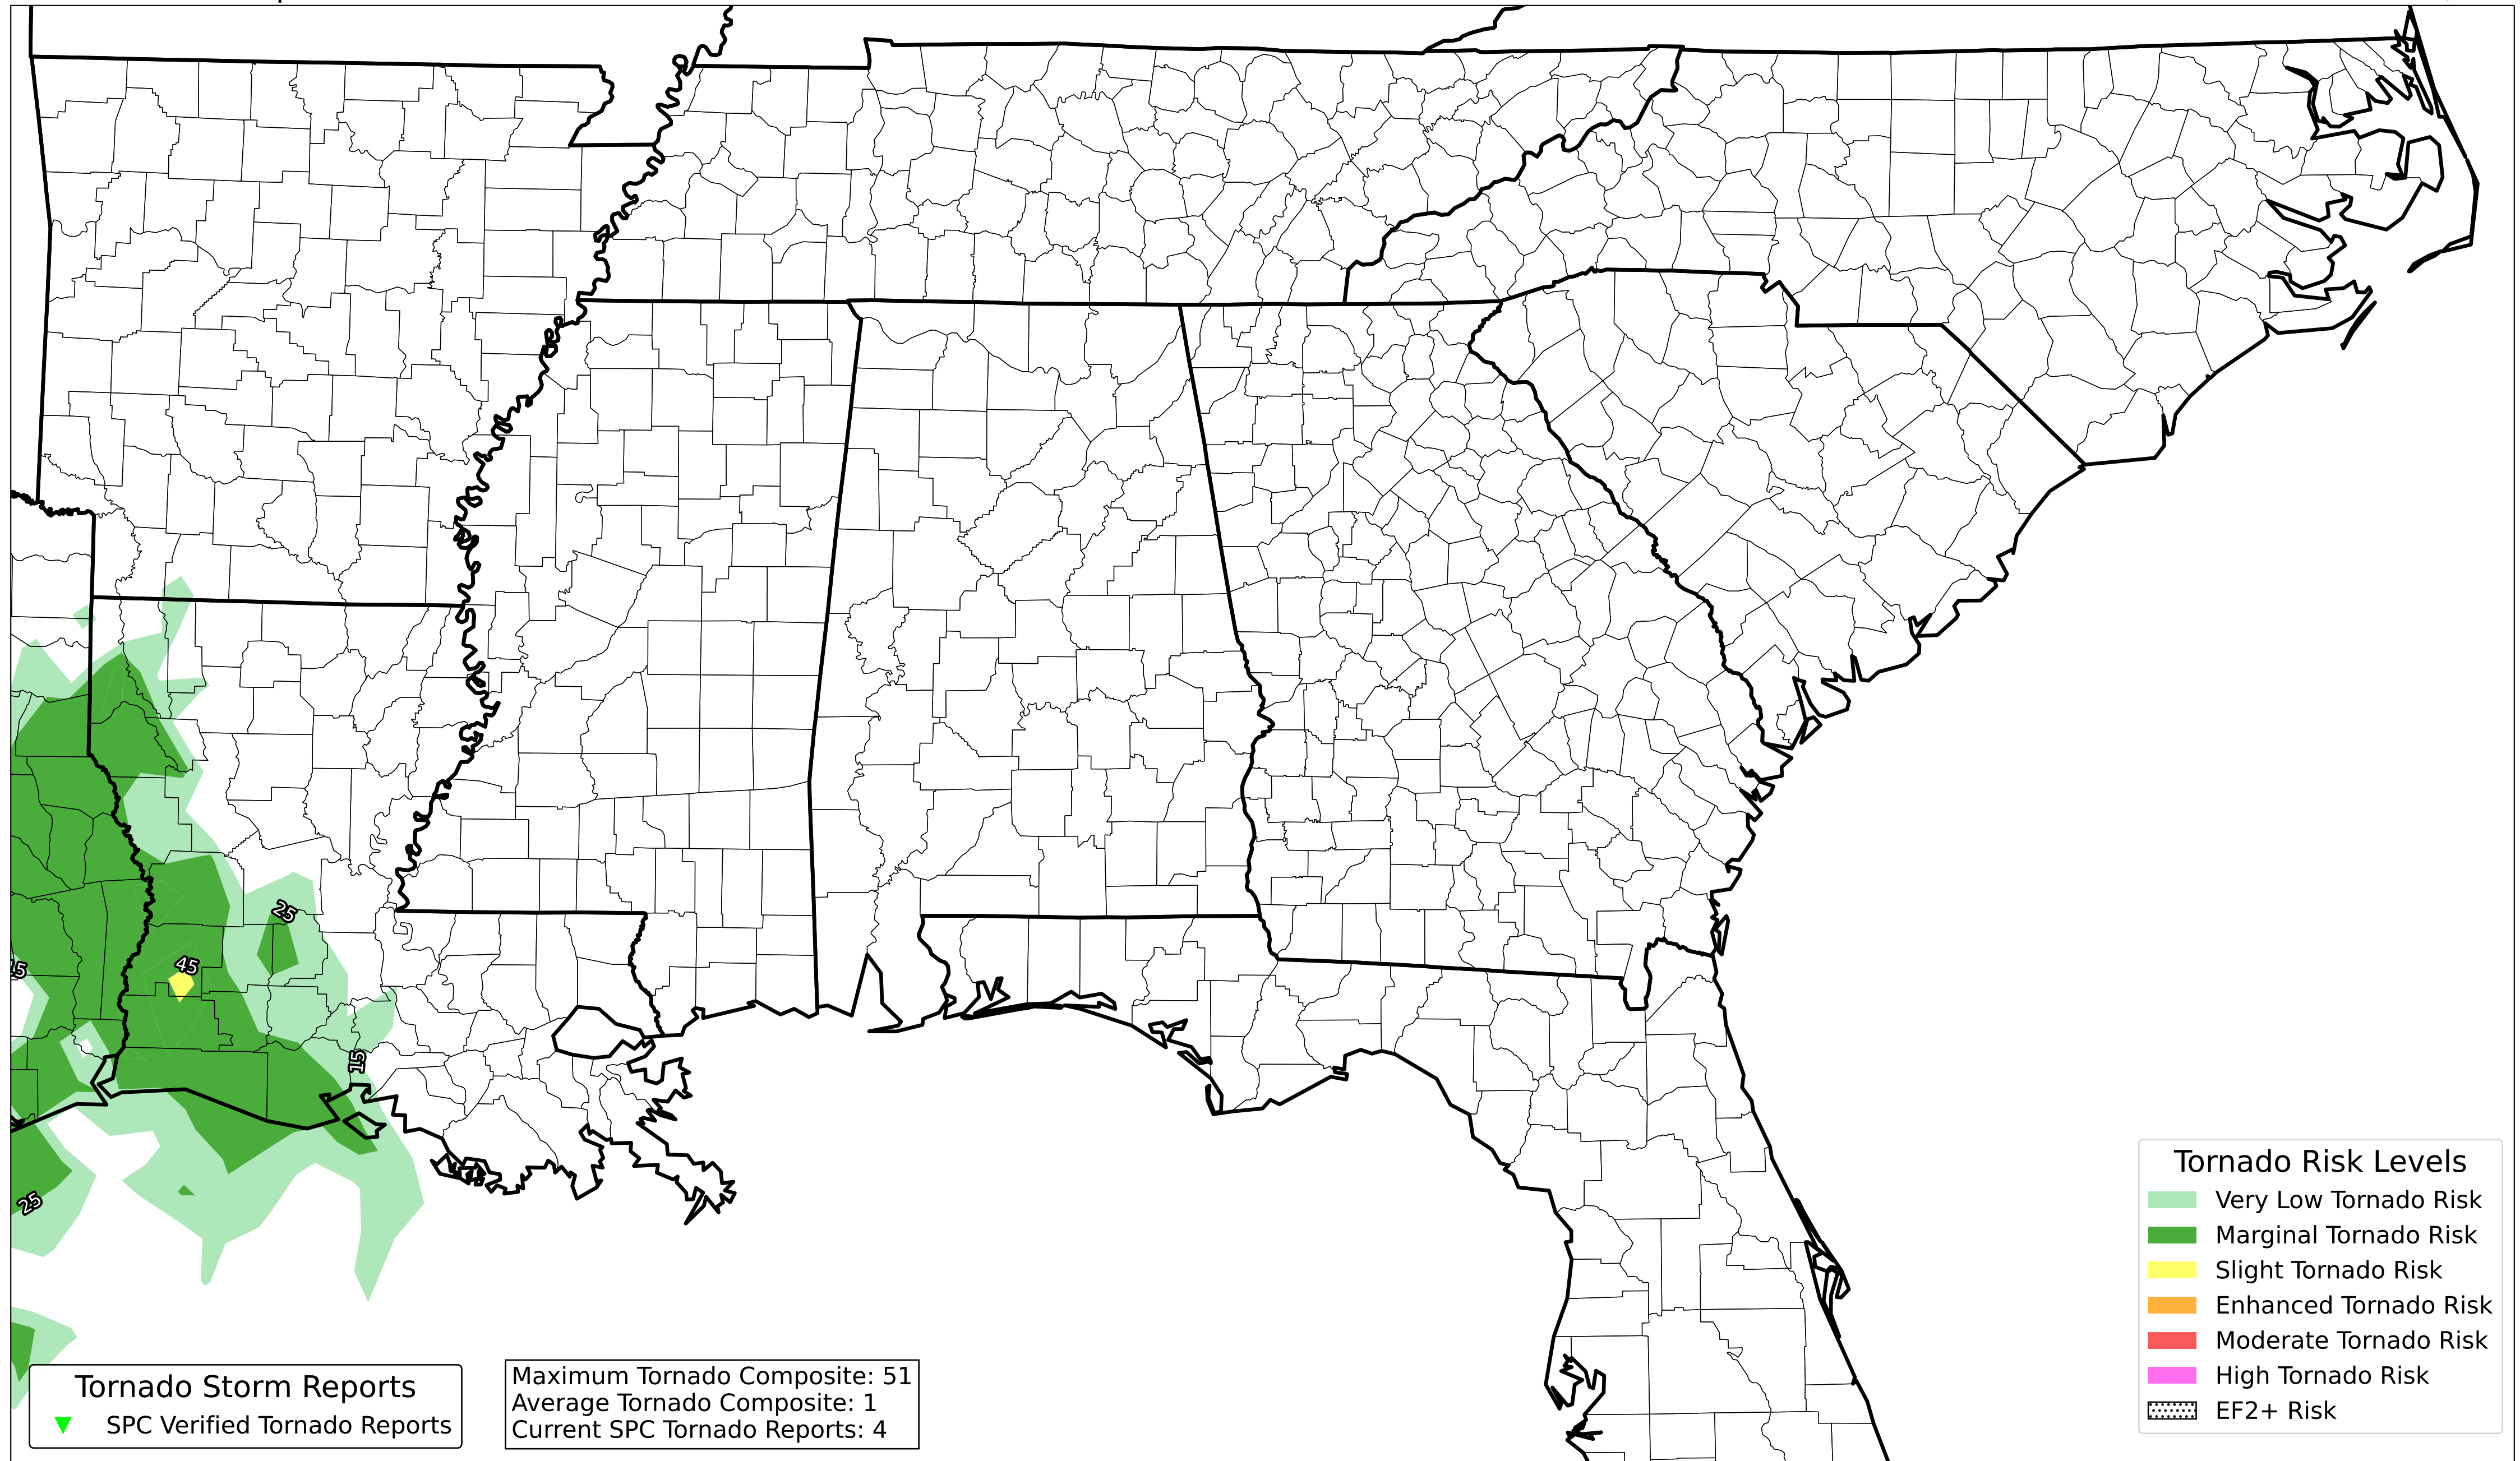 25
45
15
15
25
Tornado Storm Reports
SPC Verified Tornado Reports
Maximum Tornado Composite: 51
Average Tornado Composite: 1
Current SPC Tornado Reports: 4
Tornado Risk Levels
Very Low Tornado Risk
Marginal Tornado Risk
Slight Tornado Risk
Enhanced Tornado Risk
Moderate Tornado Risk
High Tornado Risk
EF2+ Risk